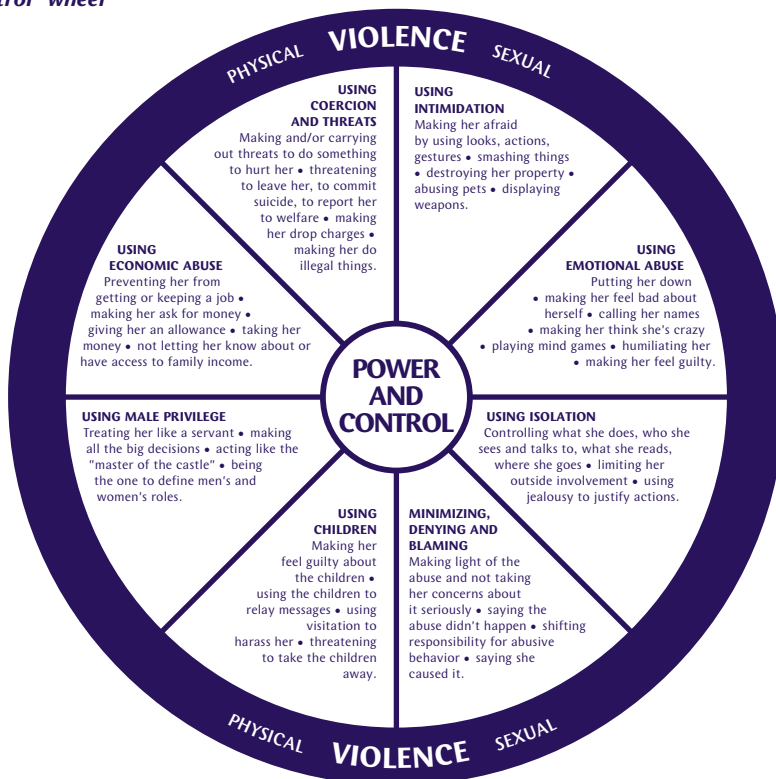 trol" wheel
PHYSICAL VIOLENCE SEXUAL
USING
COERCION
AND THREATS
Making and/or carrying
out threats to do something
to hurt her • threatening
to leave her, to commit
suicide, to report her
to welfare • making
her drop charges •
making her do
illegal things.
USING
INTIMIDATION
Making her afraid
by using looks, actions,
gestures • smashing things
• destroying her property •
abusing pets • displaying
weapons.
USING
ECONOMIC ABUSE
Preventing her from
getting or keeping a job •
making her ask for money •
giving her an allowance • taking her
money • not letting her know about or
have access to family income.
USING
EMOTIONAL ABUSE
Putting her down
• making her feel bad about
herself • calling her names
• making her think she's crazy
• playing mind games • humiliating her
• making her feel guilty.
POWER
AND
CONTROL
USING MALE PRIVILEGE
Treating her like a servant • making
all the big decisions • acting like the
"master of the castle" • being
the one to define men's and
women's roles.
USING ISOLATION
Controlling what she does, who she
sees and talks to, what she reads,
where she goes • limiting her
outside involvement • using
jealousy to justify actions.
USING
CHILDREN
Making her
feel guilty about
the children •
using the children to
relay messages • using
visitation to
harass her • threatening
to take the children
away.
MINIMIZING,
DENYING AND
BLAMING
Making light of the
abuse and not taking
her concerns about
it seriously • saying the
abuse didn't happen • shifting
responsibility for abusive
behavior • saying she
caused it.
PHYSICAL VIOLENCE SEXUAL